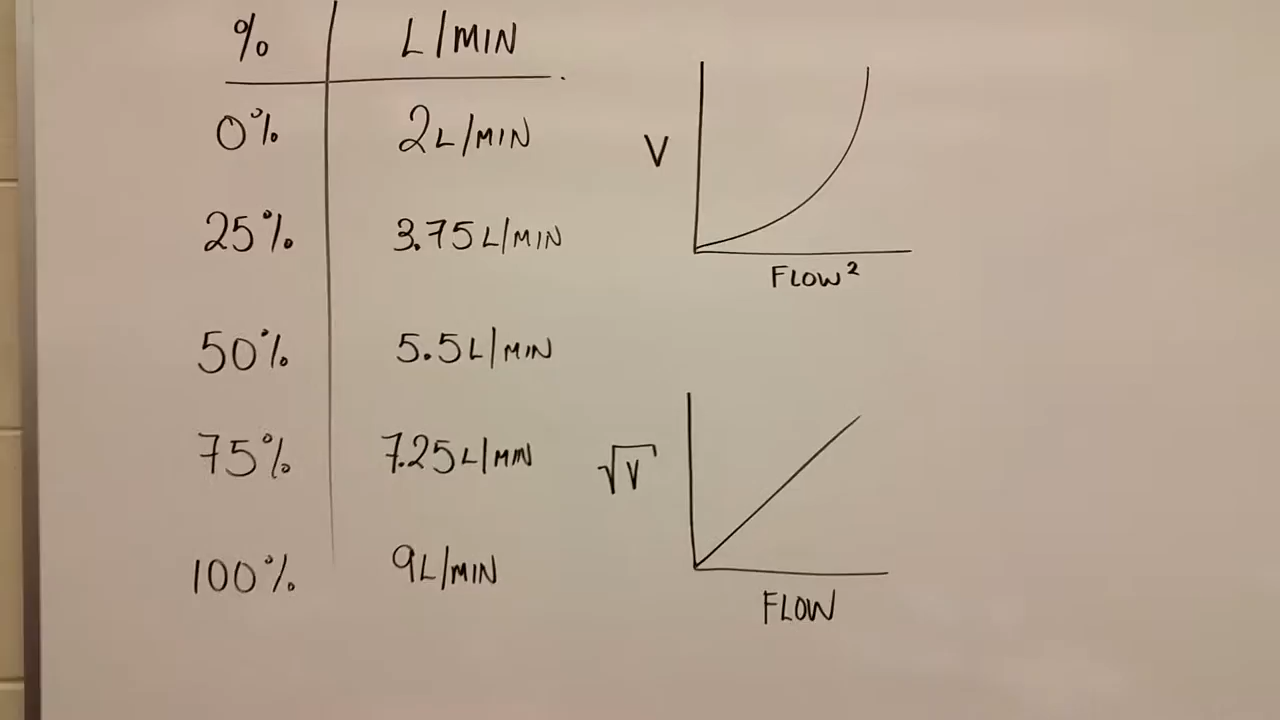 % L/MIN
0% 2L/MIN
25% 3.75L/MIN
50% 5.5L/MIN
75% 7.25L/MIN
100% 9L/MIN
V
FLOW²
√V
FLOW